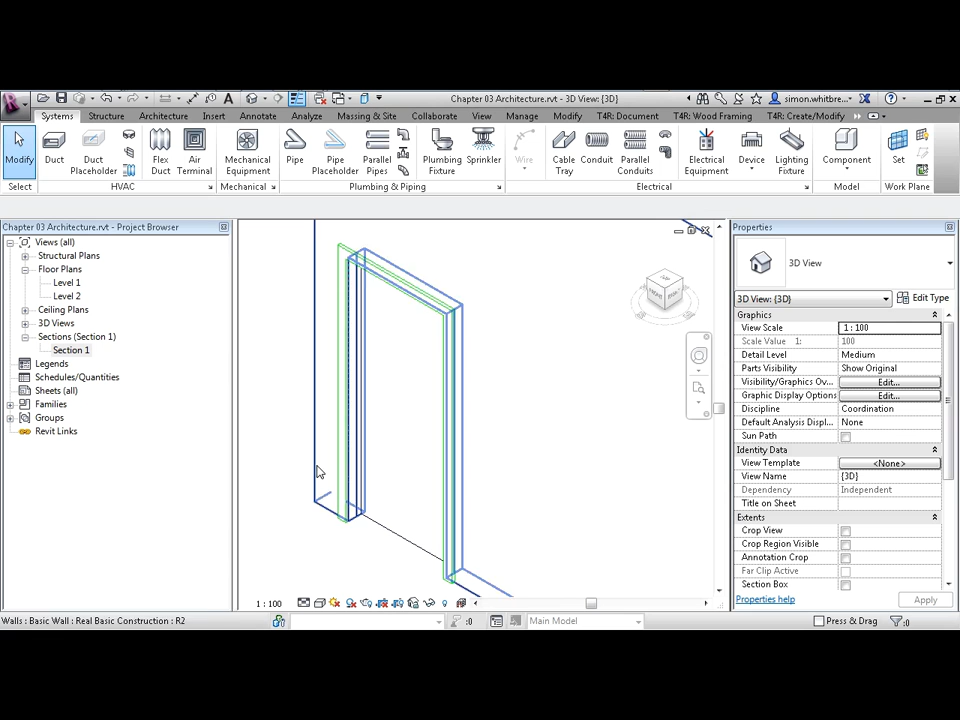 Chapter 03 Architecture.rvt - 3D View: {3D}
simon.whitbre...
Systems Structure Architecture Insert Annotate Analyze Massing & Site Collaborate View Manage Modify T4R: Document T4R: Wood Framing T4R: Create/Modify
Modify Duct Duct Placeholder Flex Duct Air Terminal Mechanical Equipment Pipe Pipe Placeholder Parallel Pipes Plumbing Fixture Sprinkler Wire Cable Tray Conduit Parallel Conduits Electrical Equipment Device Lighting Fixture Component Set
Select HVAC Mechanical Plumbing & Piping Electrical Model Work Plane
Chapter 03 Architecture.rvt - Project Browser
Views (all)
Structural Plans
Floor Plans
Level 1
Level 2
Ceiling Plans
3D Views
Sections (Section 1)
Section 1
Legends
Schedules/Quantities
Sheets (all)
Families
Groups
Revit Links
1 : 100
Properties
3D View
3D View: {3D} Edit Type
Graphics
View Scale 1 : 100
Scale Value 1: 100
Detail Level Medium
Parts Visibility Show Original
Visibility/Graphics Ov... Edit...
Graphic Display Options Edit...
Discipline Coordination
Default Analysis Displ... None
Sun Path
Identity Data
View Template <None>
View Name {3D}
Dependency Independent
Title on Sheet
Extents
Crop View
Crop Region Visible
Annotation Crop
Far Clip Active
Section Box
Properties help Apply
Walls : Basic Wall : Real Basic Construction : R2 :0 Main Model Press & Drag :0